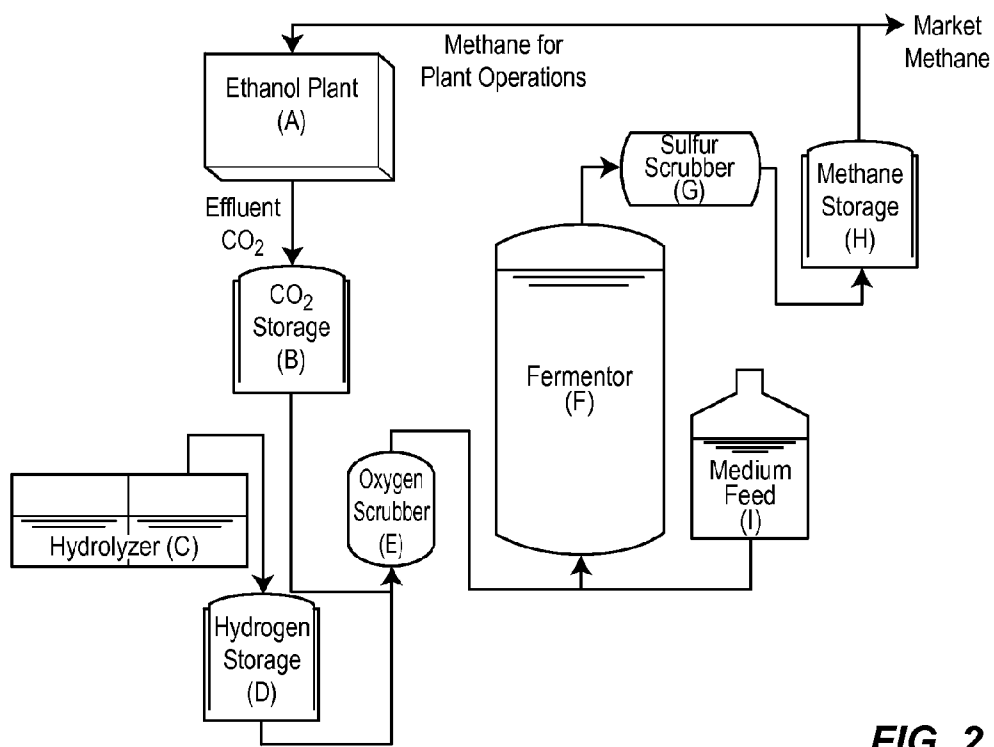 Methane for
Plant Operations
Market
Methane
Ethanol Plant
(A)
Sulfur
Scrubber
(G)
Methane
Storage
(H)
Effluent
CO₂
CO₂
Storage
(B)
Fermentor
(F)
Oxygen
Scrubber
(E)
Medium
Feed
(I)
Hydrolyzer (C)
Hydrogen
Storage
(D)
FIG. 2